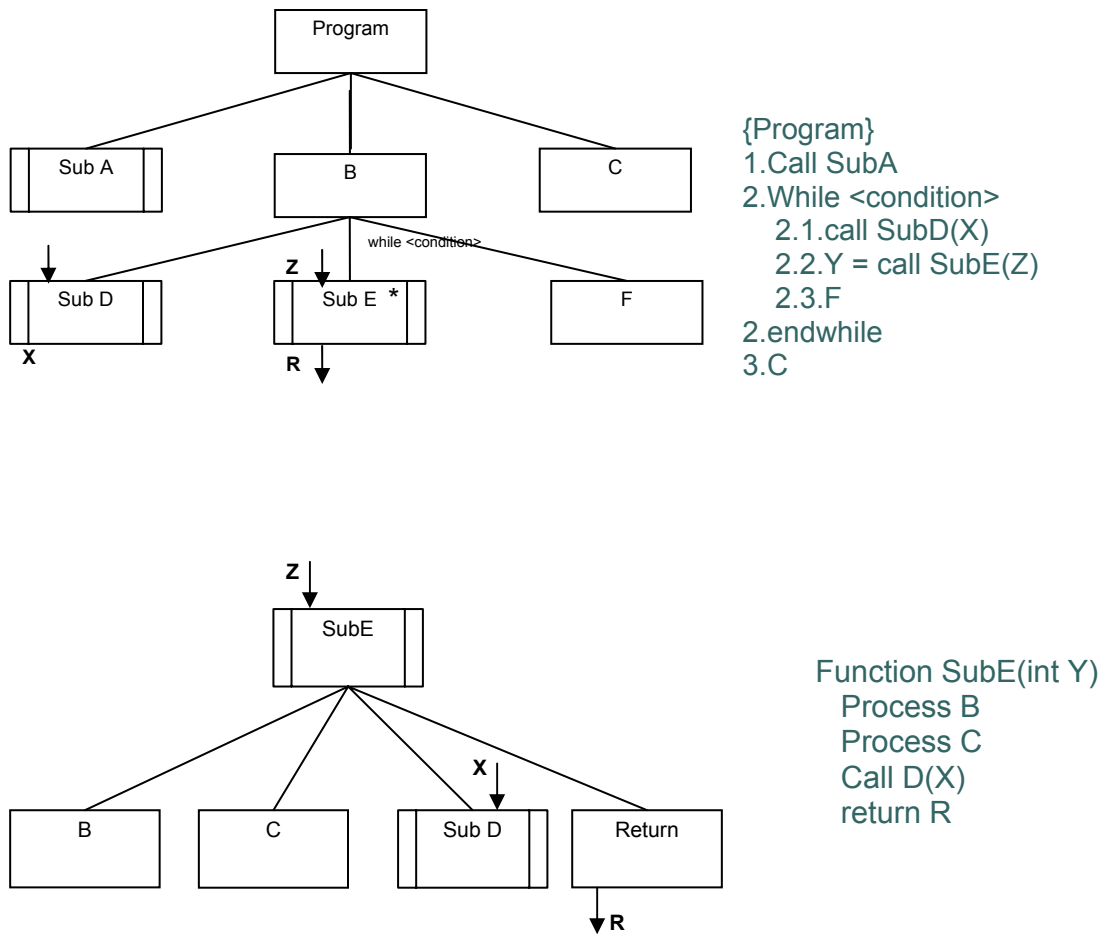 Program
Sub A
B
C
while <condition>
Z
Sub D
Sub E *
F
X
R
{Program}
1.Call SubA
2.While <condition>
2.1.call SubD(X)
2.2.Y = call SubE(Z)
2.3.F
2.endwhile
3.C
Z
SubE
X
B
C
Sub D
Return
R
Function SubE(int Y)
Process B
Process C
Call D(X)
return R